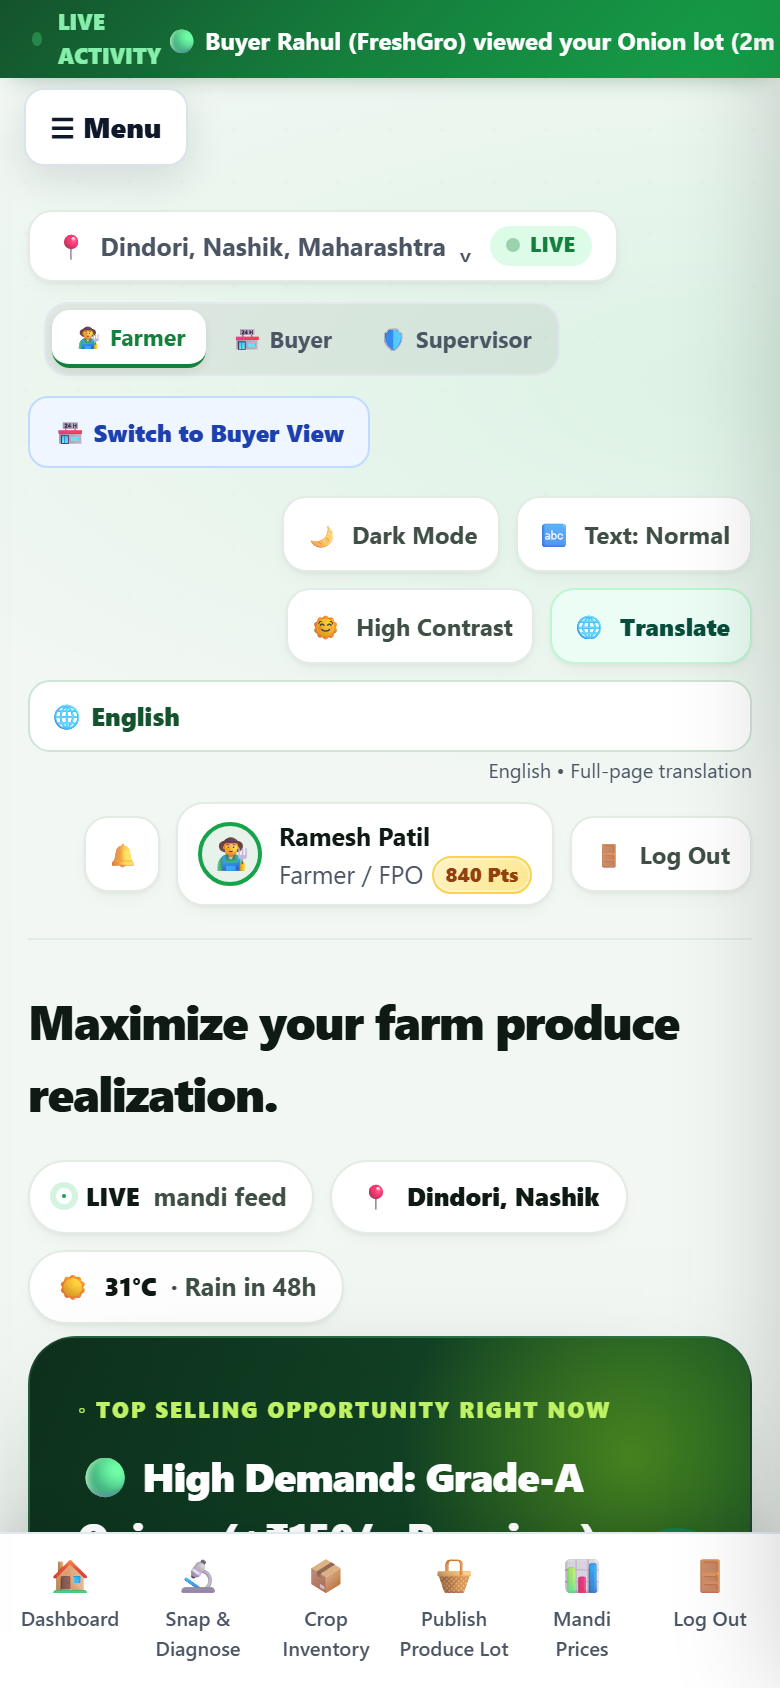 LIVE
ACTIVITY
Buyer Rahul (FreshGro) viewed your Onion lot (2m
☰ Menu
Dindori, Nashik, Maharashtra v LIVE
Farmer Buyer Supervisor
Switch to Buyer View
Dark Mode Text: Normal
High Contrast Translate
English
English • Full-page translation
Ramesh Patil
Farmer / FPO 840 Pts
Log Out
Maximize your farm produce
realization.
LIVE mandi feed Dindori, Nashik
31°C · Rain in 48h
TOP SELLING OPPORTUNITY RIGHT NOW
High Demand: Grade-A
Dashboard
Snap &
Diagnose
Crop
Inventory
Publish
Produce Lot
Mandi
Prices
Log Out